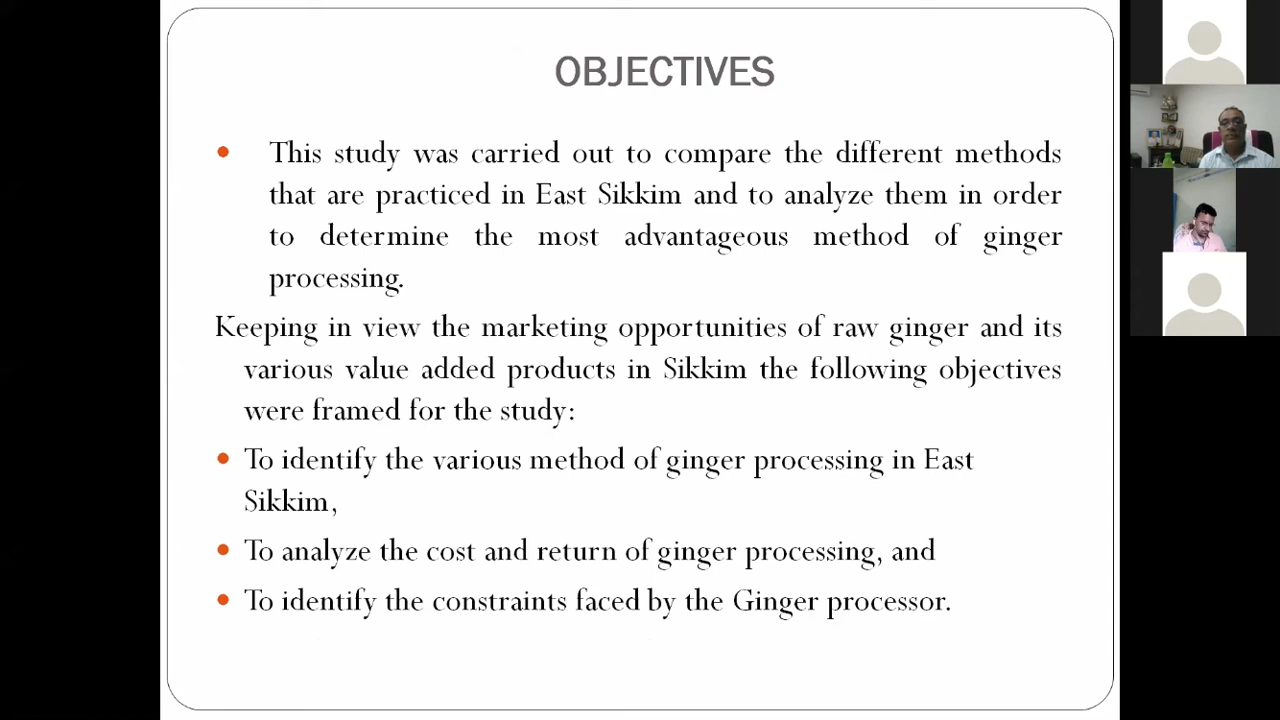 OBJECTIVES
• This study was carried out to compare the different methods
that are practiced in East Sikkim and to analyze them in order
to determine the most advantageous method of ginger
processing.
Keeping in view the marketing opportunities of raw ginger and its
various value added products in Sikkim the following objectives
were framed for the study:
• To identify the various method of ginger processing in East
Sikkim,
• To analyze the cost and return of ginger processing, and
• To identify the constraints faced by the Ginger processor.